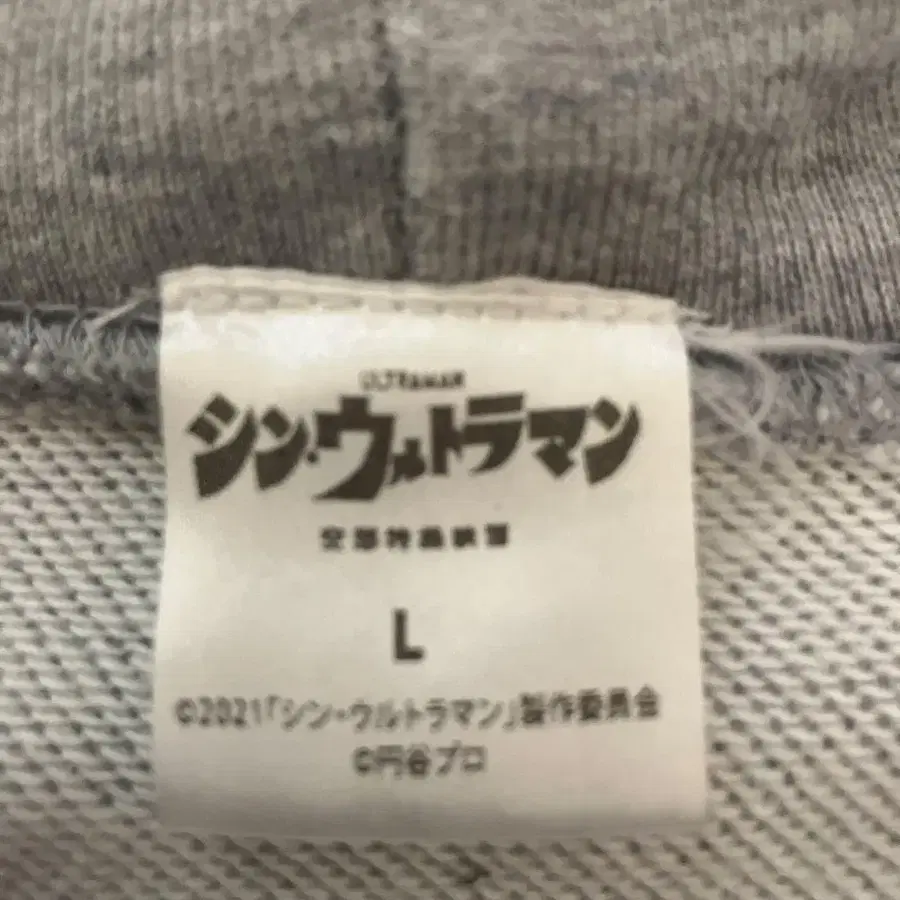 ULTRAMAN
シン・ウルトラマン
空想特撮映画
L
©2021「シン・ウルトラマン」製作委員会
©円谷プロ